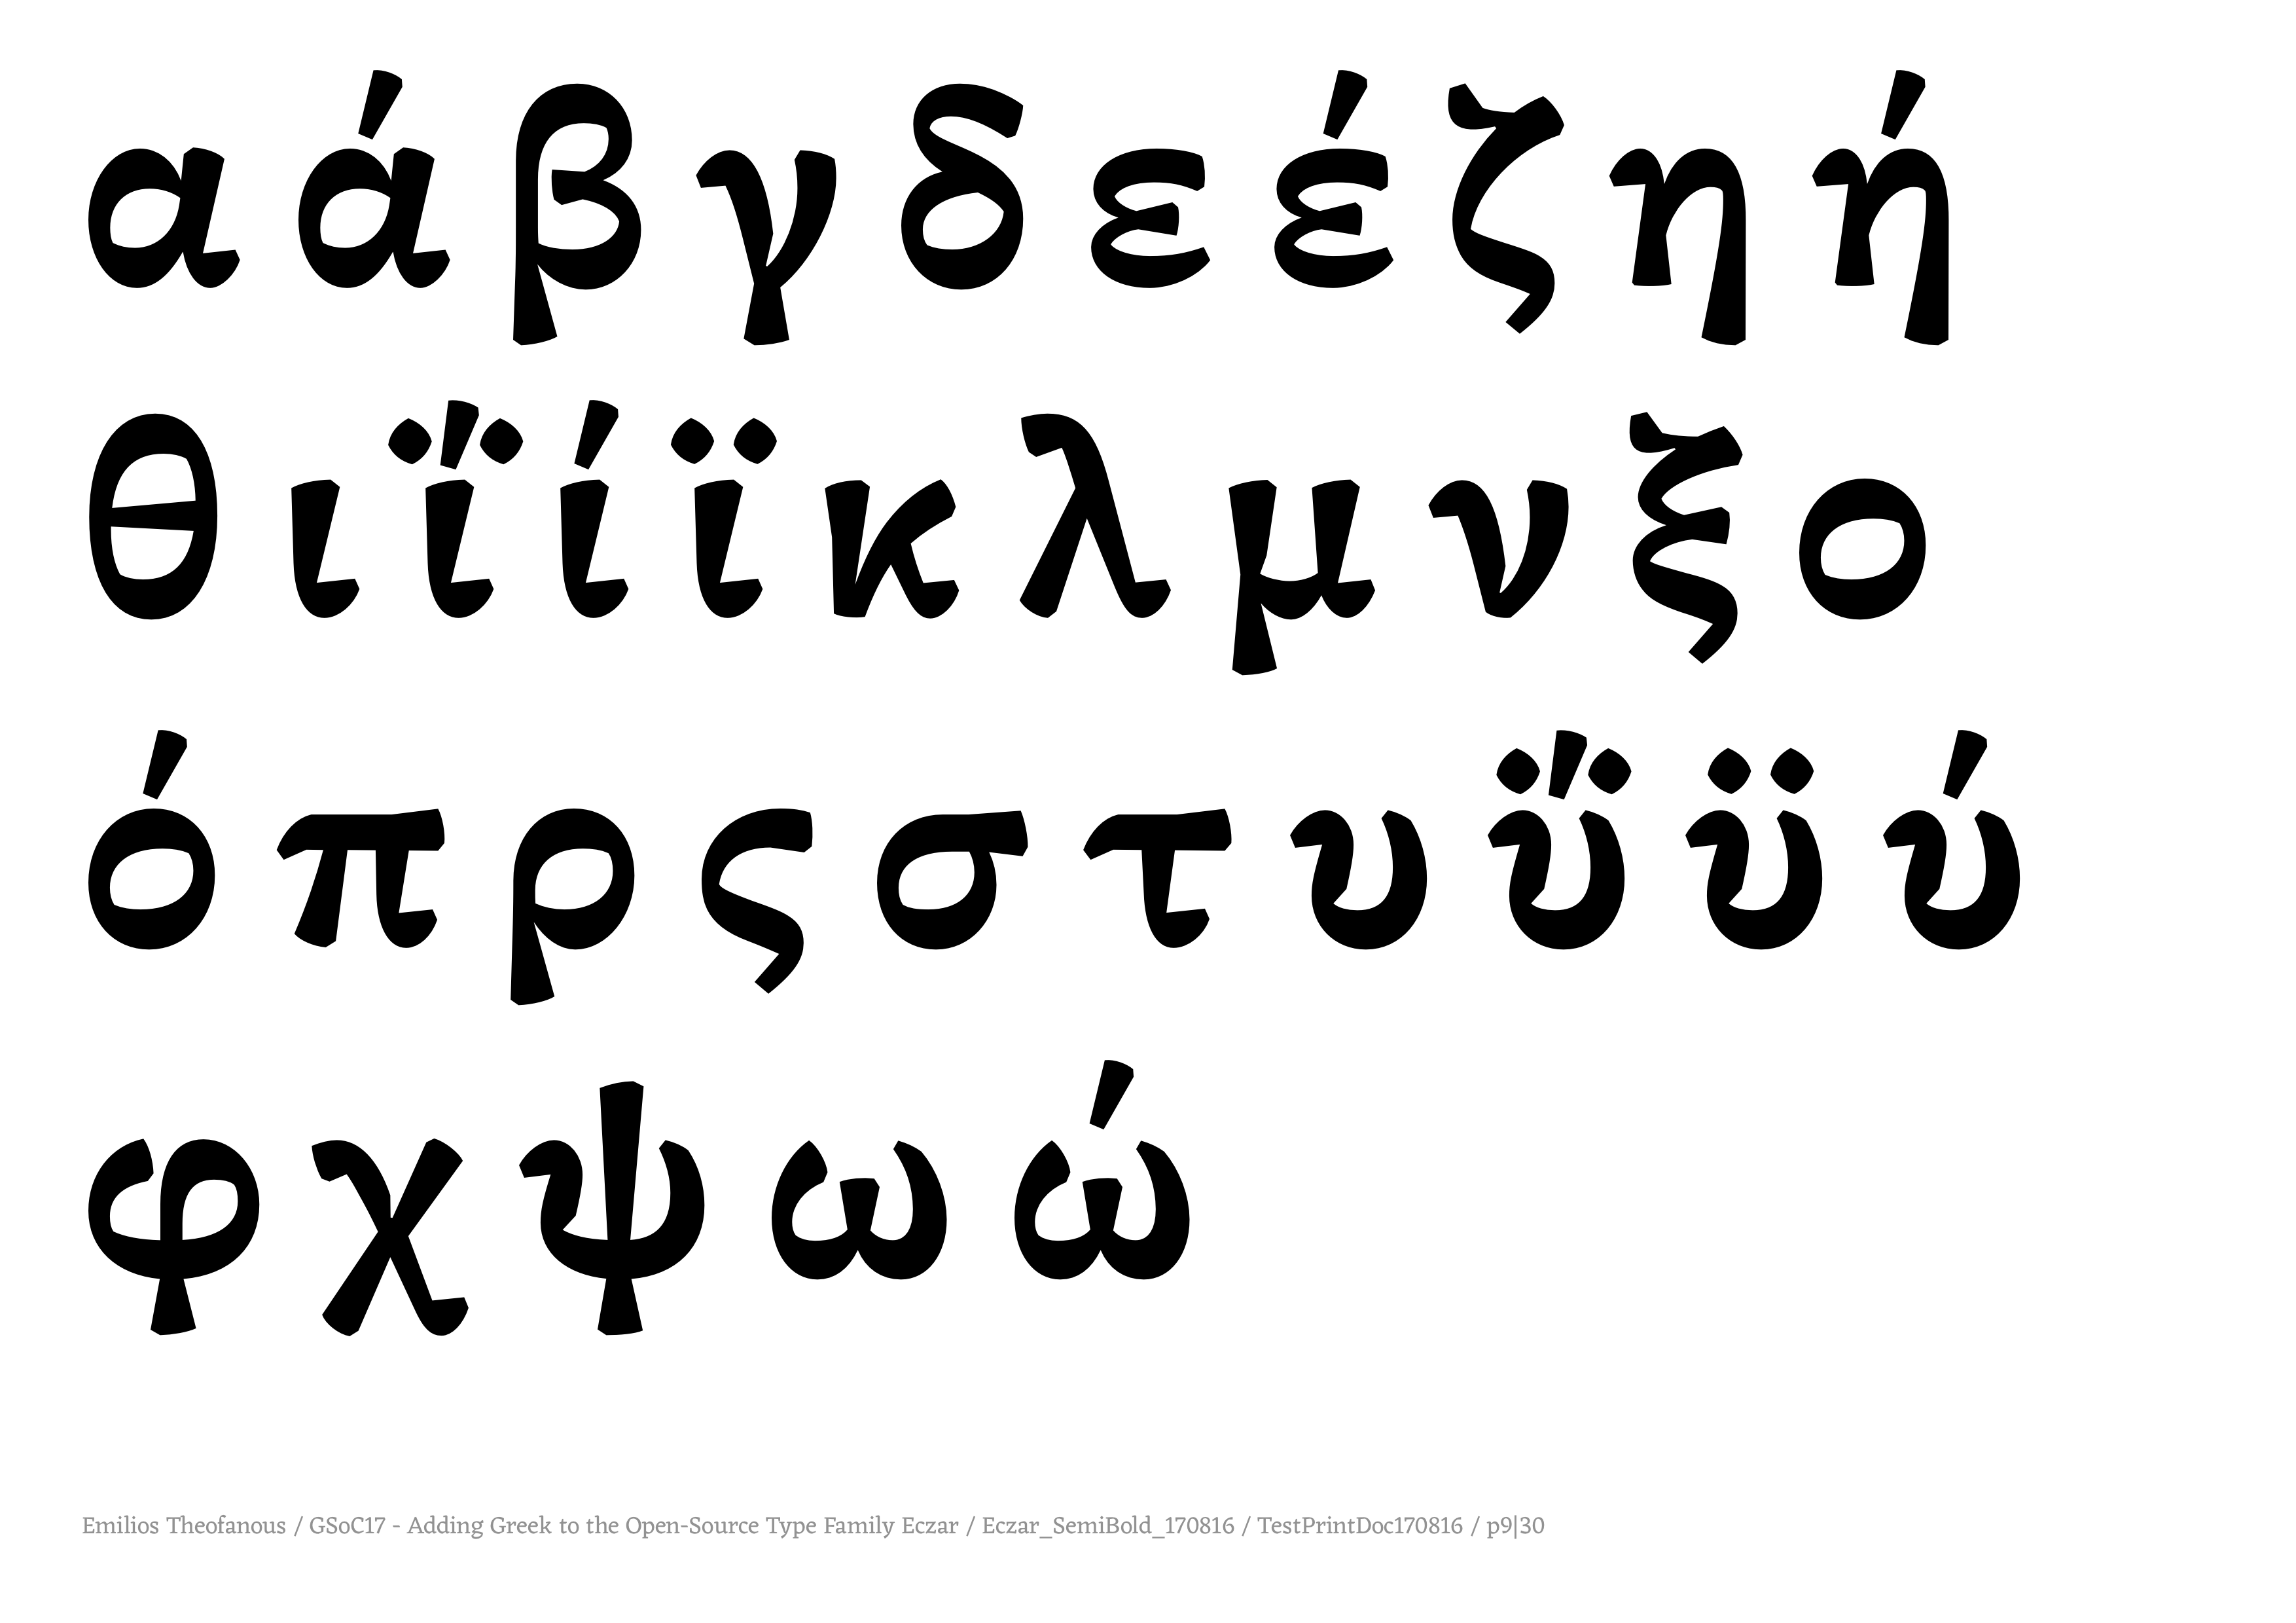 α ά β γ δ ε έ ζ η ή
θ ι ΐ ί ϊ κ λ μ ν ξ ο
ό π ρ ς σ τ υ ΰ ϋ ύ
φ χ ψ ω ώ
Emilios Theofanous / GSoC17 - Adding Greek to the Open-Source Type Family Eczar / Eczar_SemiBold_170816 / TestPrintDoc170816 / p9|30